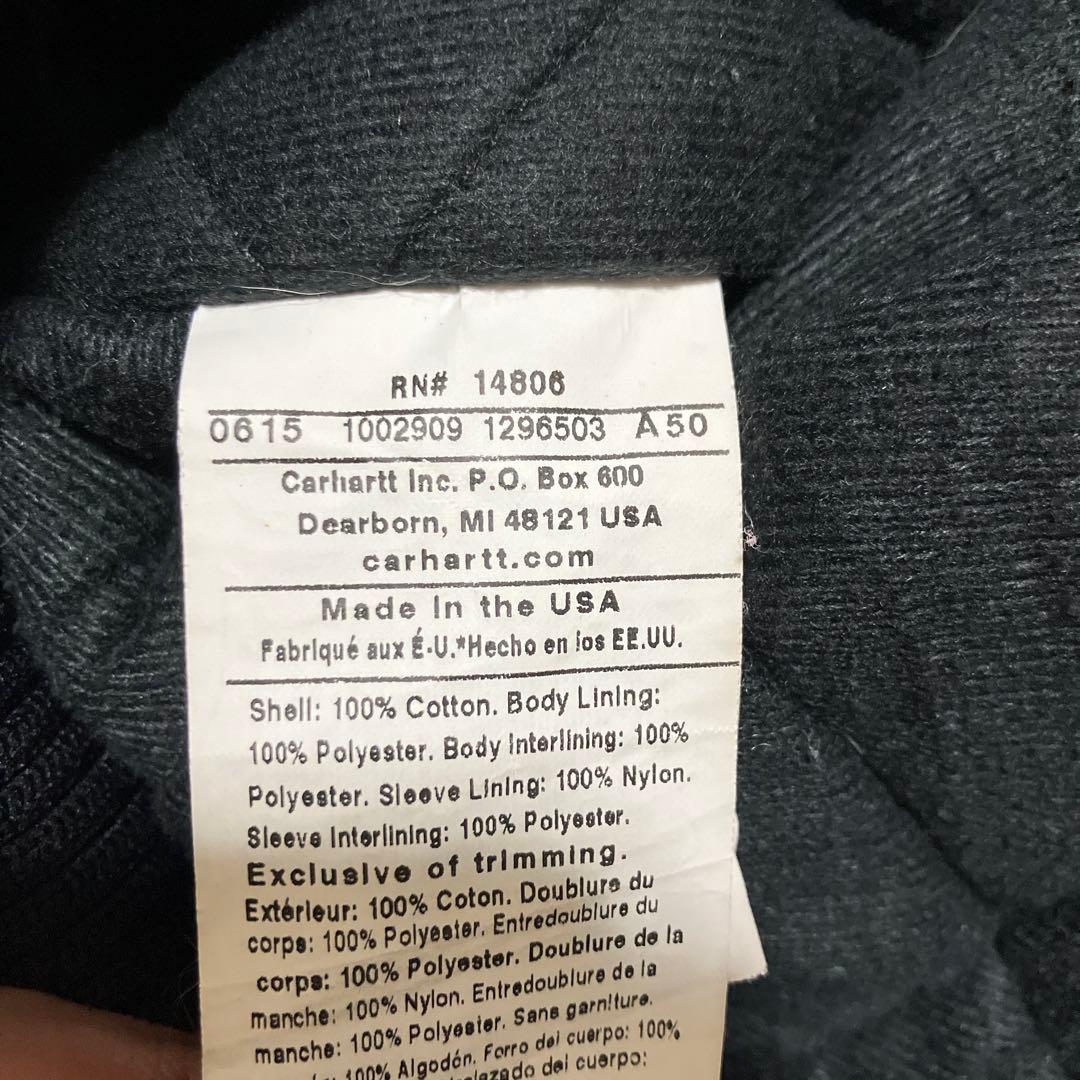 RN# 14806
0615 1002909 1296503 A50
Carhartt Inc. P.O. Box 600
Dearborn, MI 48121 USA
carhartt.com
Made In the USA
Fabriqué aux É-U.*Hecho en los EE.UU.
Shell: 100% Cotton. Body Lining:
100% Polyester. Body Interlining: 100%
Polyester. Sleeve Lining: 100% Nylon.
Sleeve Interlining: 100% Polyester.
Exclusive of trimming.
Extérieur: 100% Coton. Doublure du
corps: 100% Polyester. Entredoublure du
corps: 100% Polyester. Doublure de la
manche: 100% Nylon. Entredoublure de la
manche: 100% Polyester. Sans garniture.
100% Algodón. Forro del cuerpo: 100%
del cuerpo: